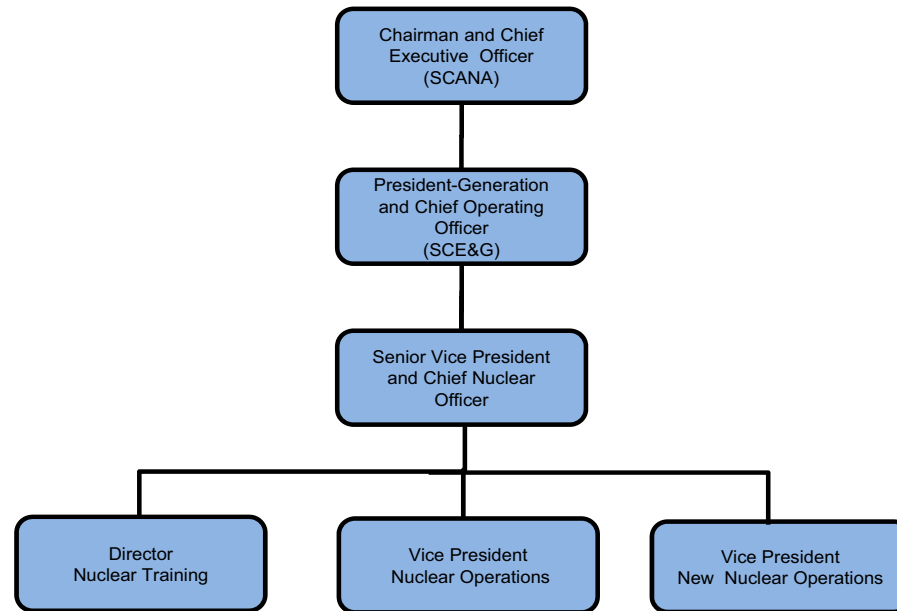 Chairman and Chief
Executive Officer
(SCANA)
President-Generation
and Chief Operating
Officer
(SCE&G)
Senior Vice President
and Chief Nuclear
Officer
Director
Nuclear Training
Vice President
Nuclear Operations
Vice President
New Nuclear Operations